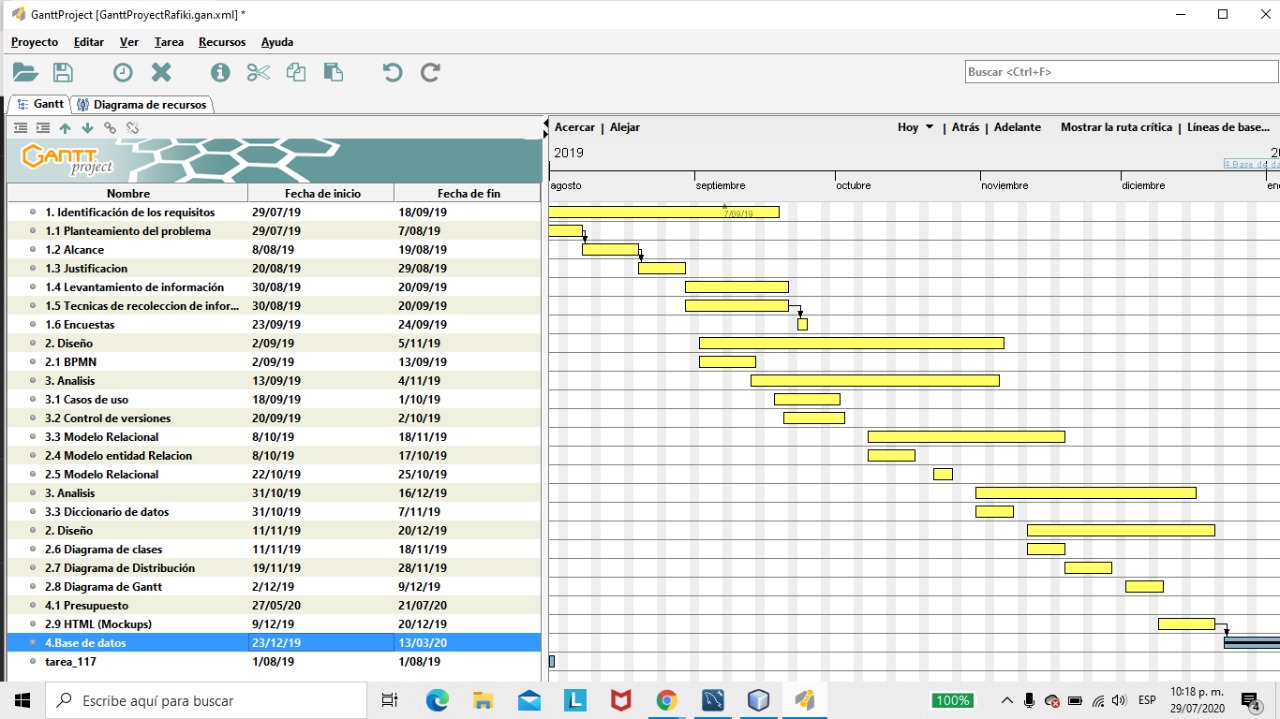 GanttProject [GanttProyectRafiki.gan.xml] *
Proyecto Editar Ver Tarea Recursos Ayuda
Buscar <Ctrl+F>
Gantt Diagrama de recursos
Acercar | Alejar Hoy | Atrás | Adelante Mostrar la ruta crítica | Líneas de base...
GANTT project
2019
4.Base de da
Nombre Fecha de inicio Fecha de fin
agosto septiembre octubre noviembre diciembre
1. Identificación de los requisitos 29/07/19 18/09/19 7/09/19
1.1 Planteamiento del problema 29/07/19 7/08/19
1.2 Alcance 8/08/19 19/08/19
1.3 Justificacion 20/08/19 29/08/19
1.4 Levantamiento de información 30/08/19 20/09/19
1.5 Tecnicas de recoleccion de infor... 30/08/19 20/09/19
1.6 Encuestas 23/09/19 24/09/19
2. Diseño 2/09/19 5/11/19
2.1 BPMN 2/09/19 13/09/19
3. Analisis 13/09/19 4/11/19
3.1 Casos de uso 18/09/19 1/10/19
3.2 Control de versiones 20/09/19 2/10/19
3.3 Modelo Relacional 8/10/19 18/11/19
2.4 Modelo entidad Relacion 8/10/19 17/10/19
2.5 Modelo Relacional 22/10/19 25/10/19
3. Analisis 31/10/19 16/12/19
3.3 Diccionario de datos 31/10/19 7/11/19
2. Diseño 11/11/19 20/12/19
2.6 Diagrama de clases 11/11/19 18/11/19
2.7 Diagrama de Distribución 19/11/19 28/11/19
2.8 Diagrama de Gantt 2/12/19 9/12/19
4.1 Presupuesto 27/05/20 21/07/20
2.9 HTML (Mockups) 9/12/19 20/12/19
4.Base de datos 23/12/19 13/03/20
tarea_117 1/08/19 1/08/19
Escribe aquí para buscar
L
100%
ESP
10:18 p. m.
29/07/2020
4